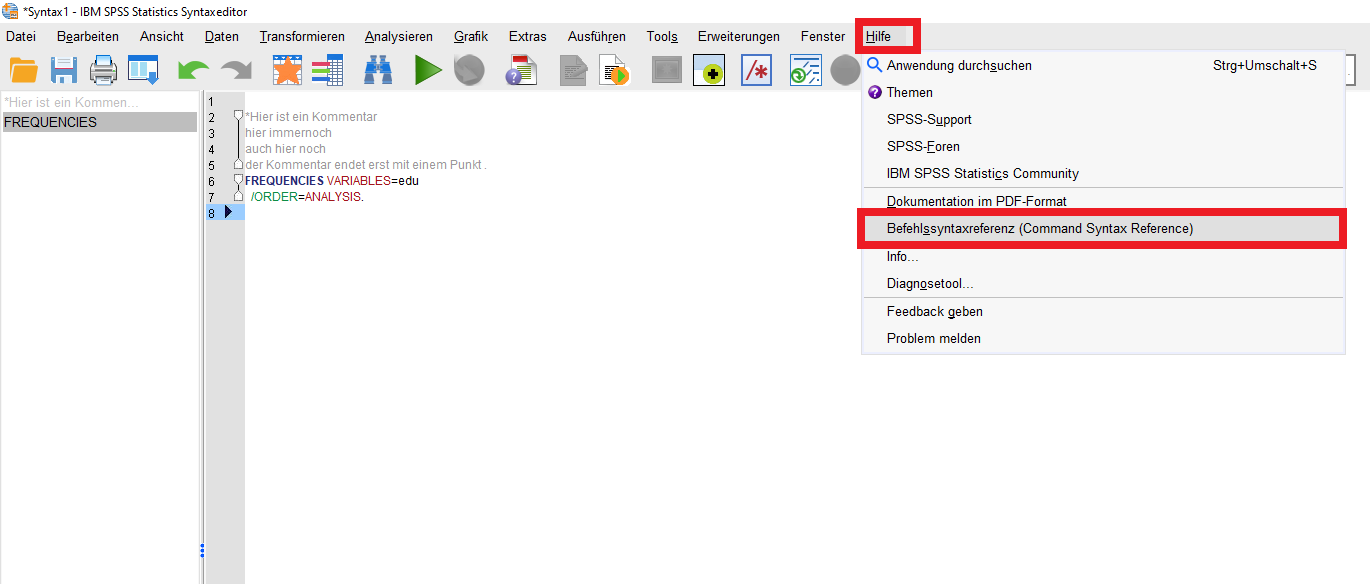 *Syntax1 - IBM SPSS Statistics Syntaxeditor
Datei Bearbeiten Ansicht Daten Transformieren Analysieren Grafik Extras Ausführen Tools Erweiterungen Fenster Hilfe
*Hier ist ein Kommen...
FREQUENCIES
1
2 *Hier ist ein Kommentar
3 hier immernoch
4 auch hier noch
5 der Kommentar endet erst mit einem Punkt .
6 FREQUENCIES VARIABLES=edu
7 /ORDER=ANALYSIS.
8
Anwendung durchsuchen Strg+Umschalt+S
Themen
SPSS-Support
SPSS-Foren
IBM SPSS Statistics Community
Dokumentation im PDF-Format
Befehlssyntaxreferenz (Command Syntax Reference)
Info...
Diagnosetool...
Feedback geben
Problem melden